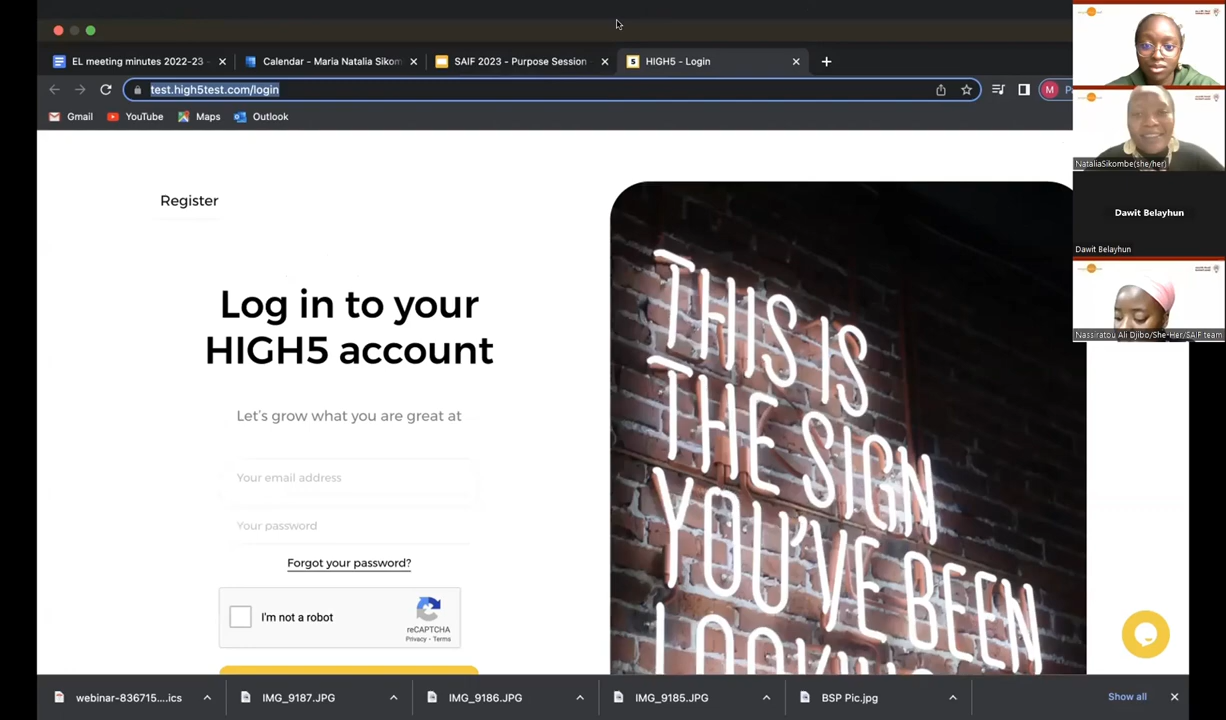 EL meeting minutes 2022-23 -
Calendar - Maria Natalia Sikom
SAIF 2023 - Purpose Session
HIGH5 - Login
test.high5test.com/login
M
Gmail
YouTube
Maps
Outlook
Register
Log in to your
HIGH5 account
Let's grow what you are great at
Your email address
Your password
Forgot your password?
I'm not a robot
reCAPTCHA
Privacy - Terms
THIS IS
THE SIGN
YOU'VE BEEN
NataliaSikombe(she/her)
Dawit Belayhun
Dawit Belayhun
Nassiratou Ali Djibo/She-Her/SAIF team
webinar-836715....ics
IMG_9187.JPG
IMG_9186.JPG
IMG_9185.JPG
BSP Pic.jpg
Show all